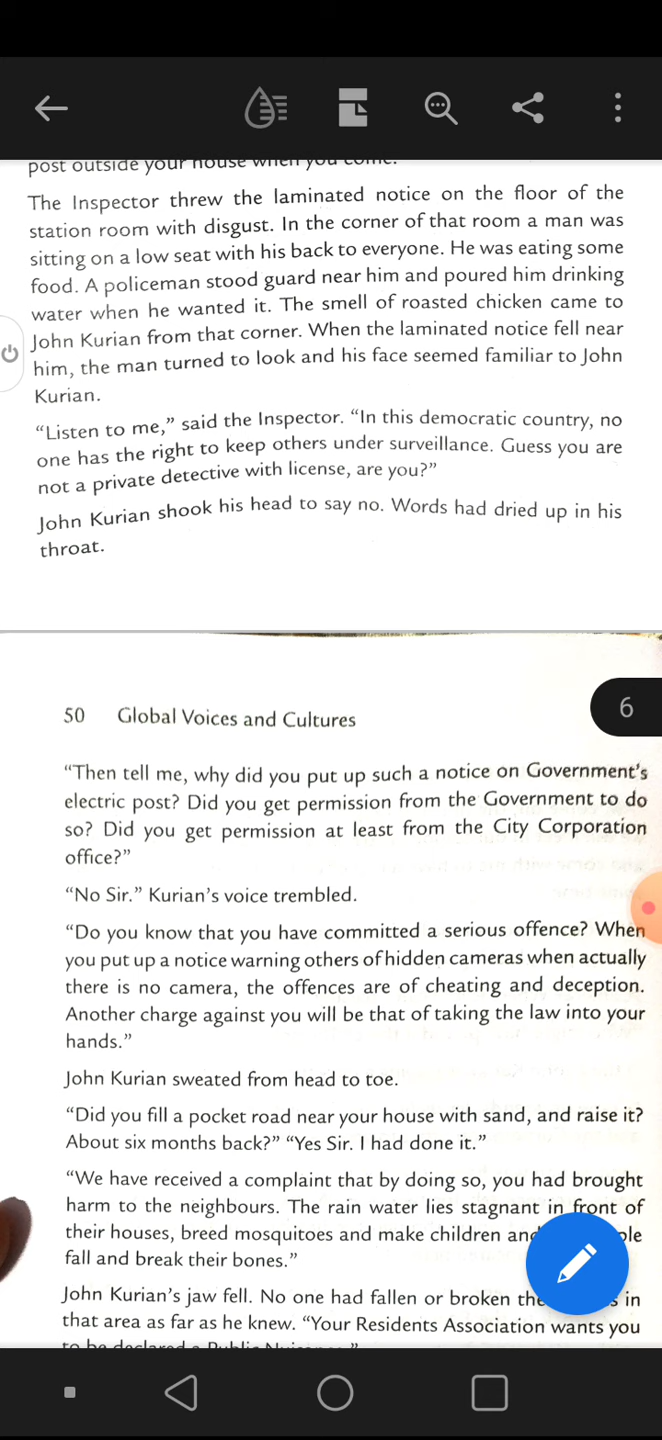 post outside your house when you come.
The Inspector threw the laminated notice on the floor of the
station room with disgust. In the corner of that room a man was
sitting on a low seat with his back to everyone. He was eating some
food. A policeman stood guard near him and poured him drinking
water when he wanted it. The smell of roasted chicken came to
John Kurian from that corner. When the laminated notice fell near
him, the man turned to look and his face seemed familiar to John
Kurian.
“Listen to me,” said the Inspector. “In this democratic country, no
one has the right to keep others under surveillance. Guess you are
not a private detective with license, are you?”
John Kurian shook his head to say no. Words had dried up in his
throat.
6
50 Global Voices and Cultures
“Then tell me, why did you put up such a notice on Government’s
electric post? Did you get permission from the Government to do
so? Did you get permission at least from the City Corporation
office?”
“No Sir.” Kurian’s voice trembled.
“Do you know that you have committed a serious offence? When
you put up a notice warning others of hidden cameras when actually
there is no camera, the offences are of cheating and deception.
Another charge against you will be that of taking the law into your
hands.”
John Kurian sweated from head to toe.
“Did you fill a pocket road near your house with sand, and raise it?
About six months back?” “Yes Sir. I had done it.”
“We have received a complaint that by doing so, you had brought
harm to the neighbours. The rain water lies stagnant in front of
their houses, breed mosquitoes and make children
fall and break their bones.”
John Kurian’s jaw fell. No one had fallen or broken in
that area as far as he knew. “Your Residents Association wants you
to be declared a Public Nuisance.”